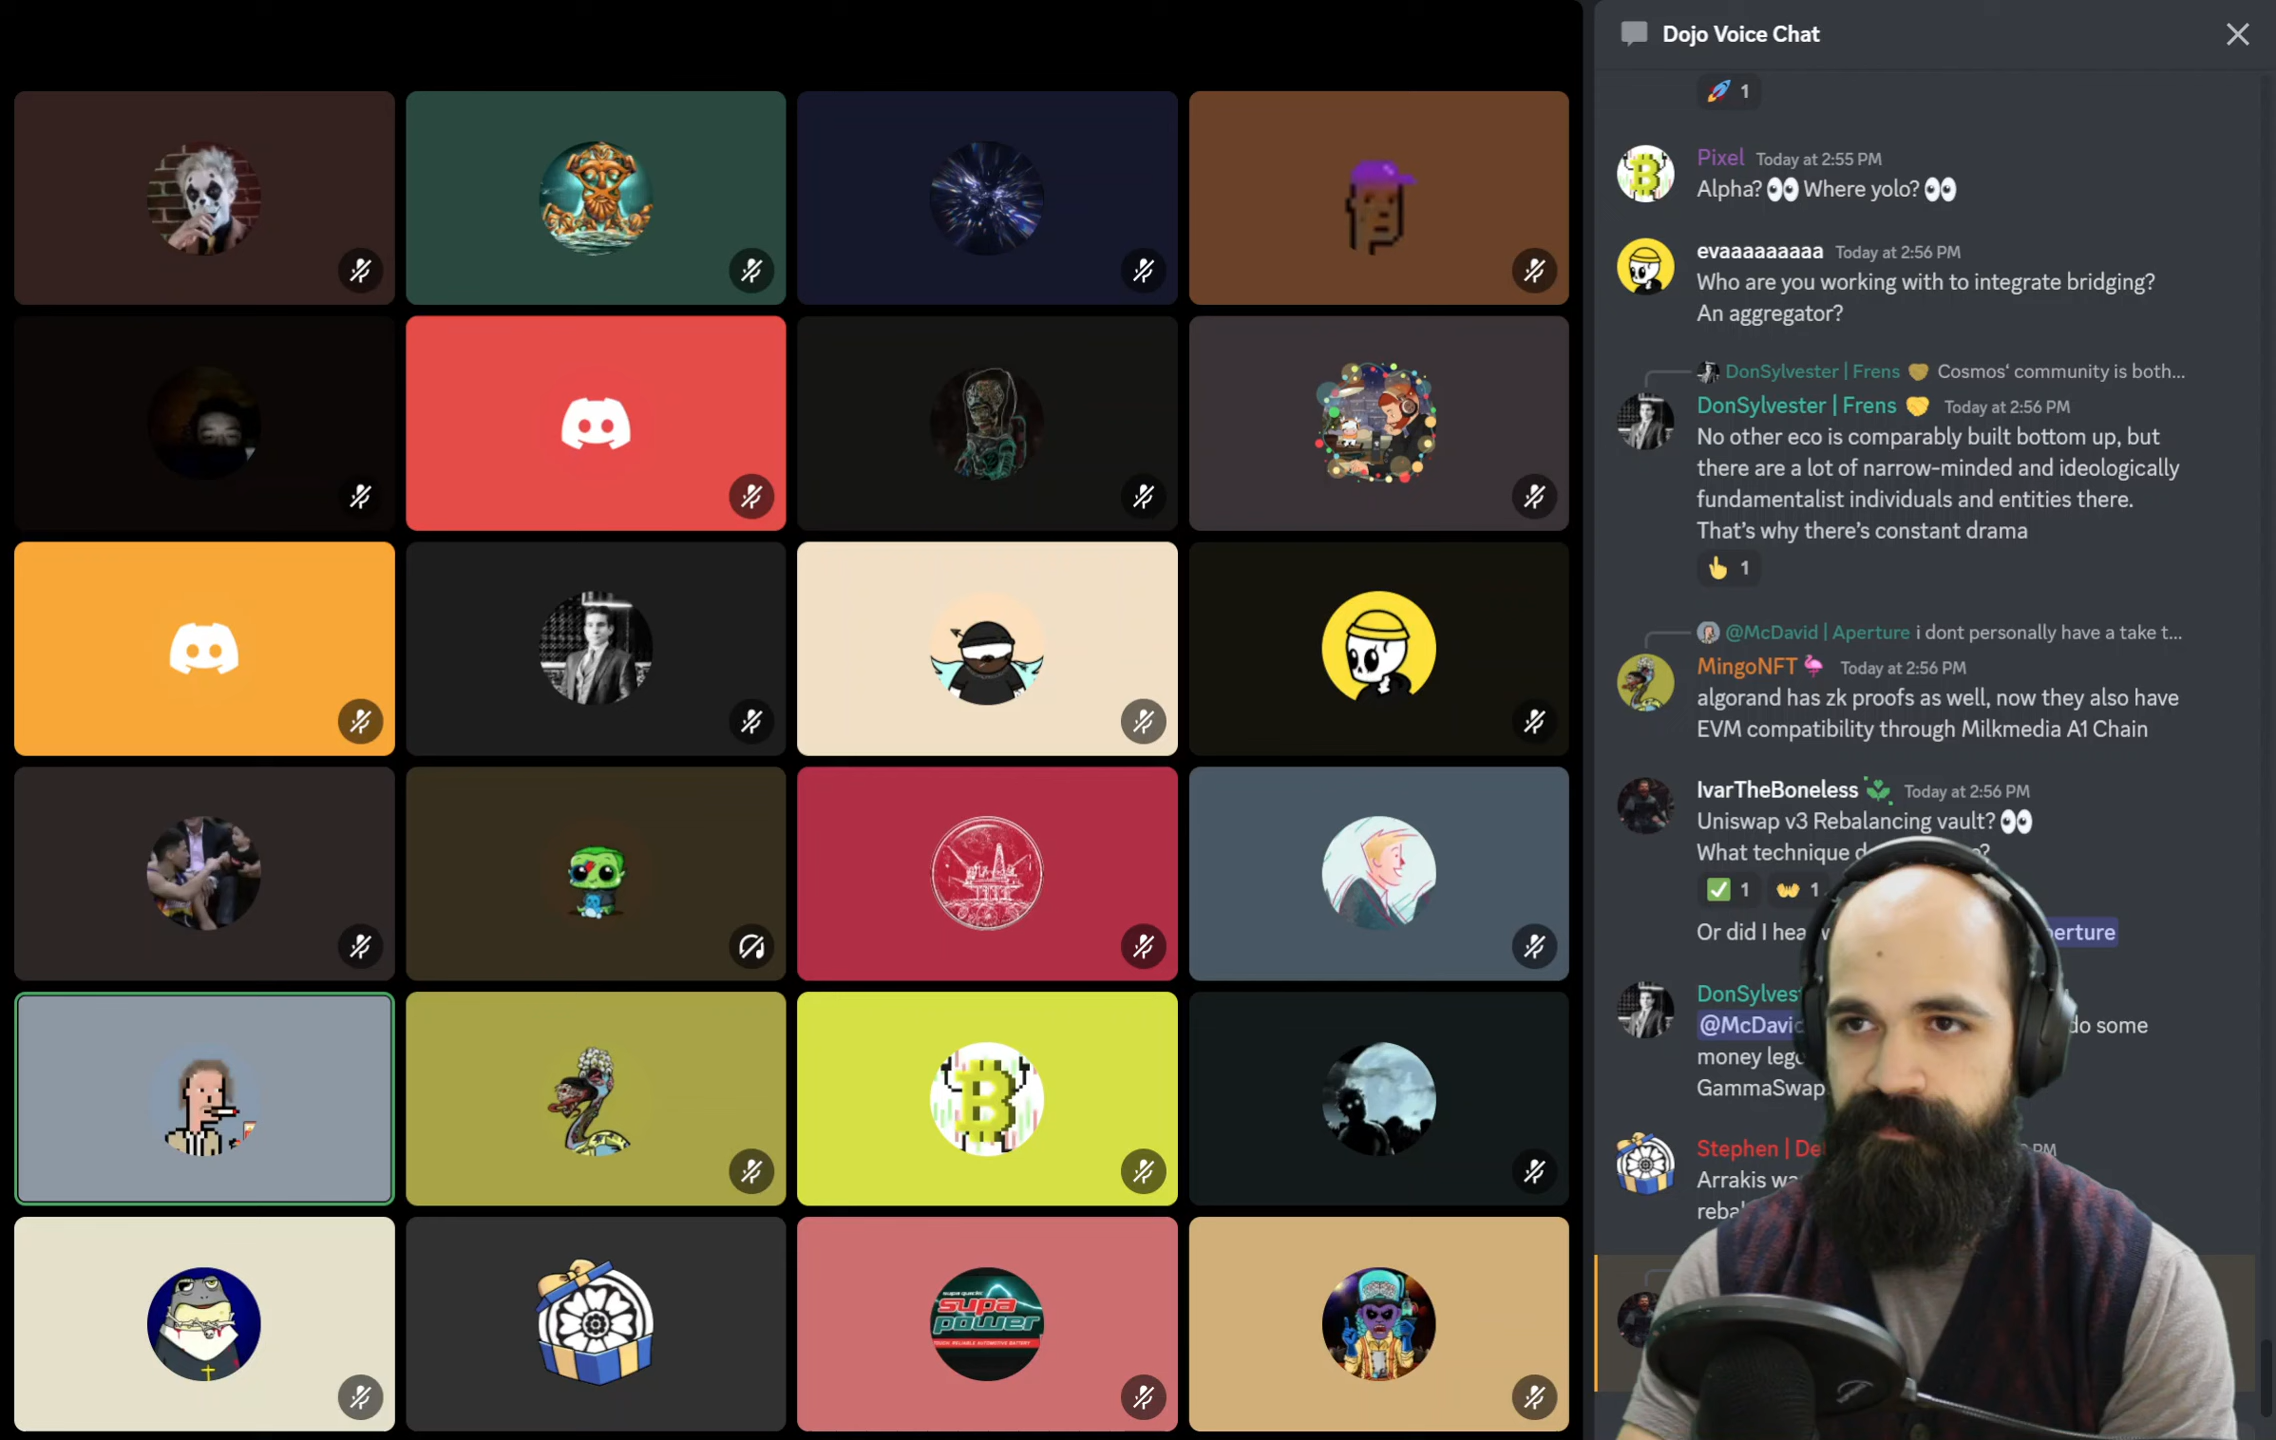 Dojo Voice Chat
1
Pixel Today at 2:55 PM
Alpha? 👀 Where yolo? 👀
evaaaaaaaaa Today at 2:56 PM
Who are you working with to integrate bridging?
An aggregator?
DonSylvester | Frens Cosmos' community is both...
DonSylvester | Frens Today at 2:56 PM
No other eco is comparably built bottom up, but
there are a lot of narrow-minded and ideologically
fundamentalist individuals and entities there.
That's why there's constant drama
1
@McDavid | Aperture i dont personally have a take t...
MingoNFT Today at 2:56 PM
algorand has zk proofs as well, now they also have
EVM compatibility through Milkmedia A1 Chain
IvarTheBoneless Today at 2:56 PM
Uniswap v3 Rebalancing vault? 👀
What technique
1 1
Or did I erture
DonSylves
@McDavid do some
money lego
GammaSwap
Stephen | De PM
Arrakis
supa quick
supa
power